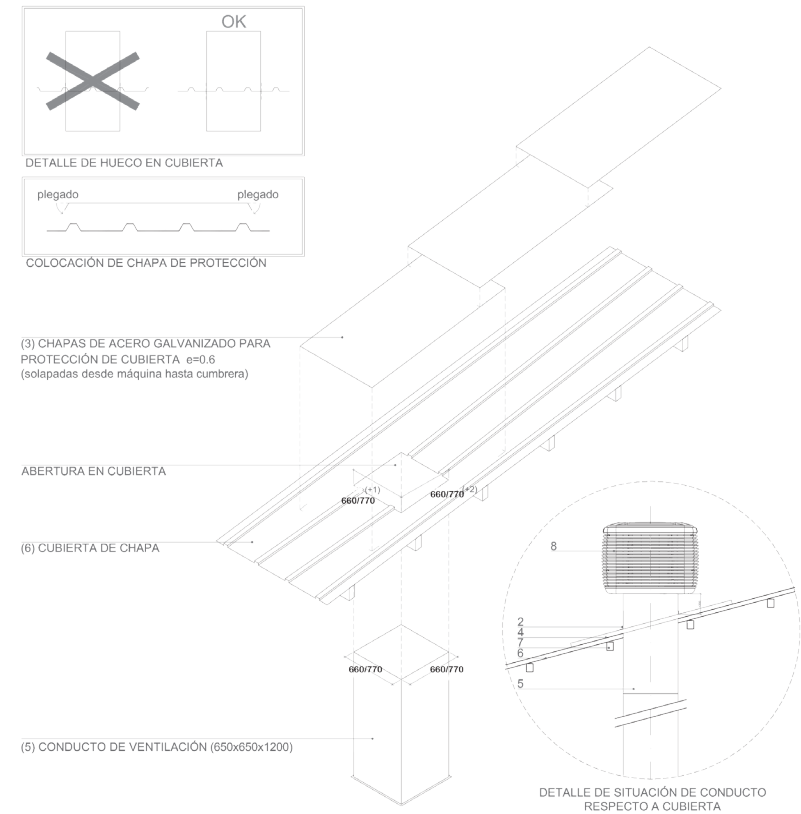 OK
DETALLE DE HUECO EN CUBIERTA
plegado
plegado
COLOCACIÓN DE CHAPA DE PROTECCIÓN
(3) CHAPAS DE ACERO GALVANIZADO PARA
PROTECCIÓN DE CUBIERTA e=0.6
(solapadas desde máquina hasta cumbrera)
ABERTURA EN CUBIERTA
(+1)
660/770
(+2)
660/770
(6) CUBIERTA DE CHAPA
8
2
4
7
6
5
660/770
660/770
(5) CONDUCTO DE VENTILACIÓN (650x650x1200)
DETALLE DE SITUACIÓN DE CONDUCTO
RESPECTO A CUBIERTA